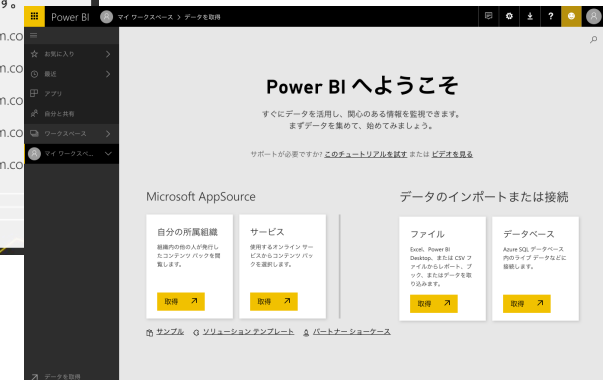 す。
m.co
m.co
m.co
m.co
m.co
Power BI
マイ ワークスペース > データを取得
?
お気に入り
最近
アプリ
自分と共有
ワークスペース
マイ ワークスペ...
データを取得
Power BI へようこそ
すぐにデータを活用し、関心のある情報を監視できます。
まずデータを集めて、始めてみましょう。
サポートが必要ですか? このチュートリアルを試す または ビデオを見る
Microsoft AppSource
自分の所属組織
組織内の他の人が発行し
たコンテンツ パックを閲
覧します。
取得
サービス
使用するオンライン サー
ビスからコンテンツ パッ
クを選択します。
取得
サンプル ソリューション テンプレート パートナー ショーケース
データのインポートまたは接続
ファイル
Excel、Power BI
Desktop、または CSV フ
ァイルからレポート、ブ
ック、またはデータを取
り込みます。
取得
データベース
Azure SQL データベース
内のライブ データなどに
接続します。
取得